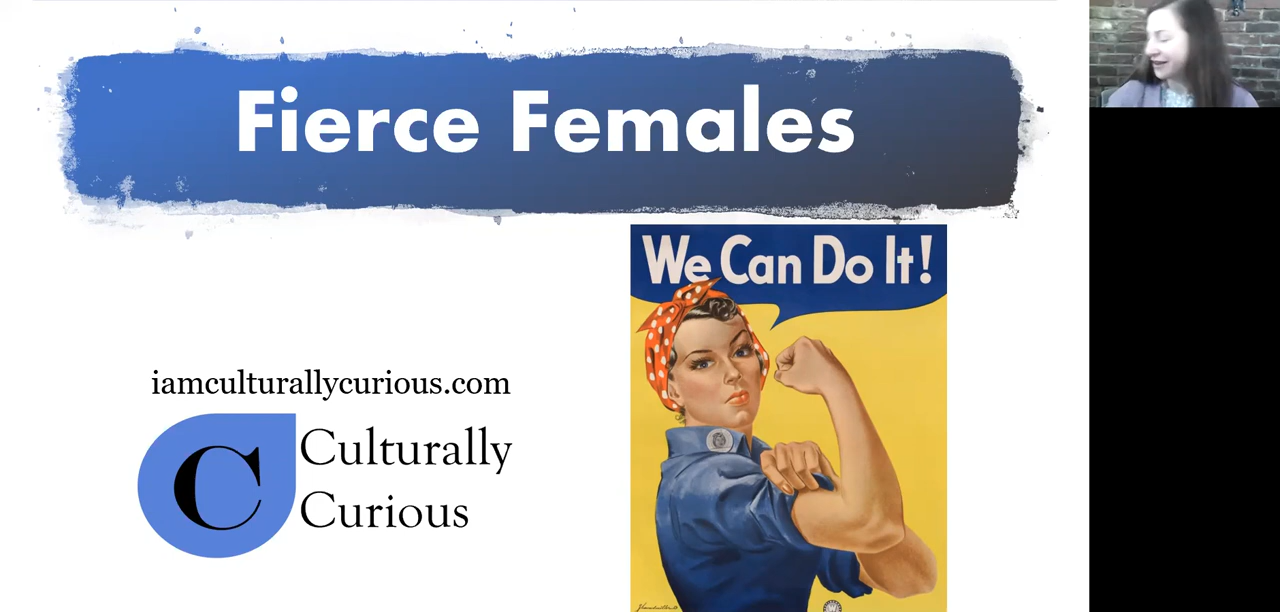 Fierce Females
We Can Do It!
iamculturallycurious.com
C
Culturally
Curious